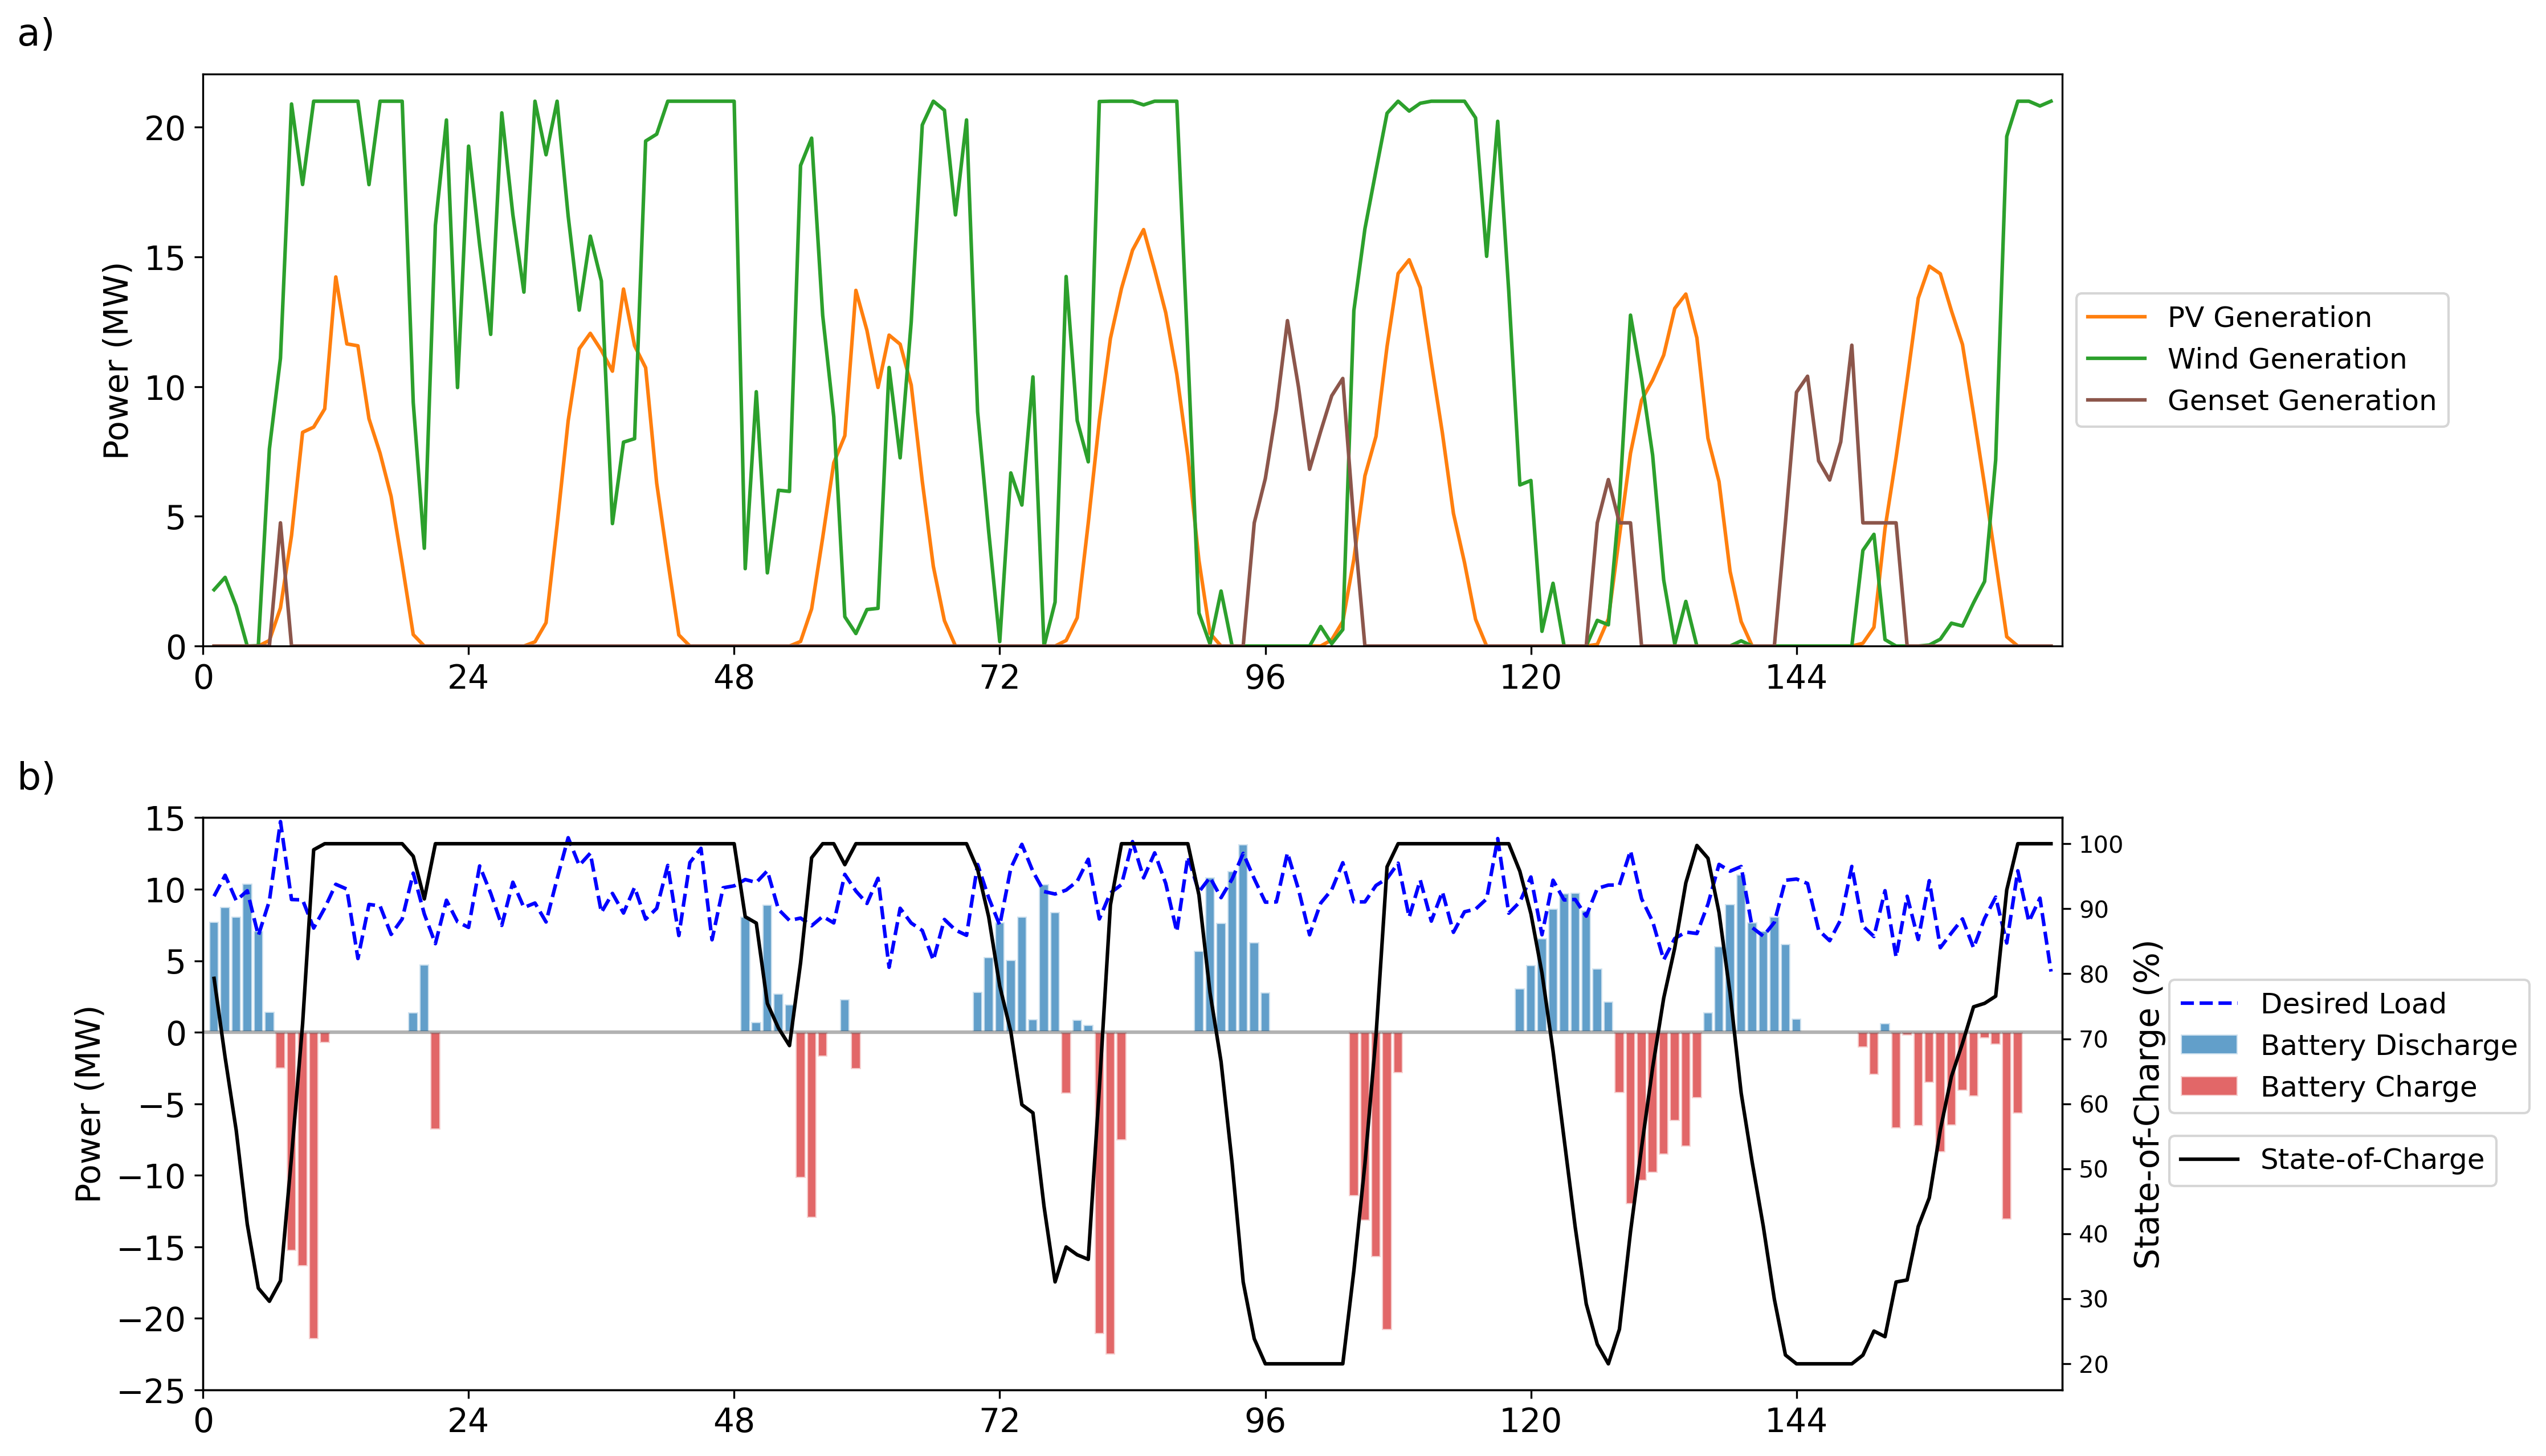 a)
20
15
10
5
0
Power (MW)
0 24 48 72 96 120 144
PV Generation
Wind Generation
Genset Generation
b)
15
10
5
0
−5
−10
−15
−20
−25
Power (MW)
0 24 48 72 96 120 144
100
90
80
70
60
50
40
30
20
State-of-Charge (%)
Desired Load
Battery Discharge
Battery Charge
State-of-Charge